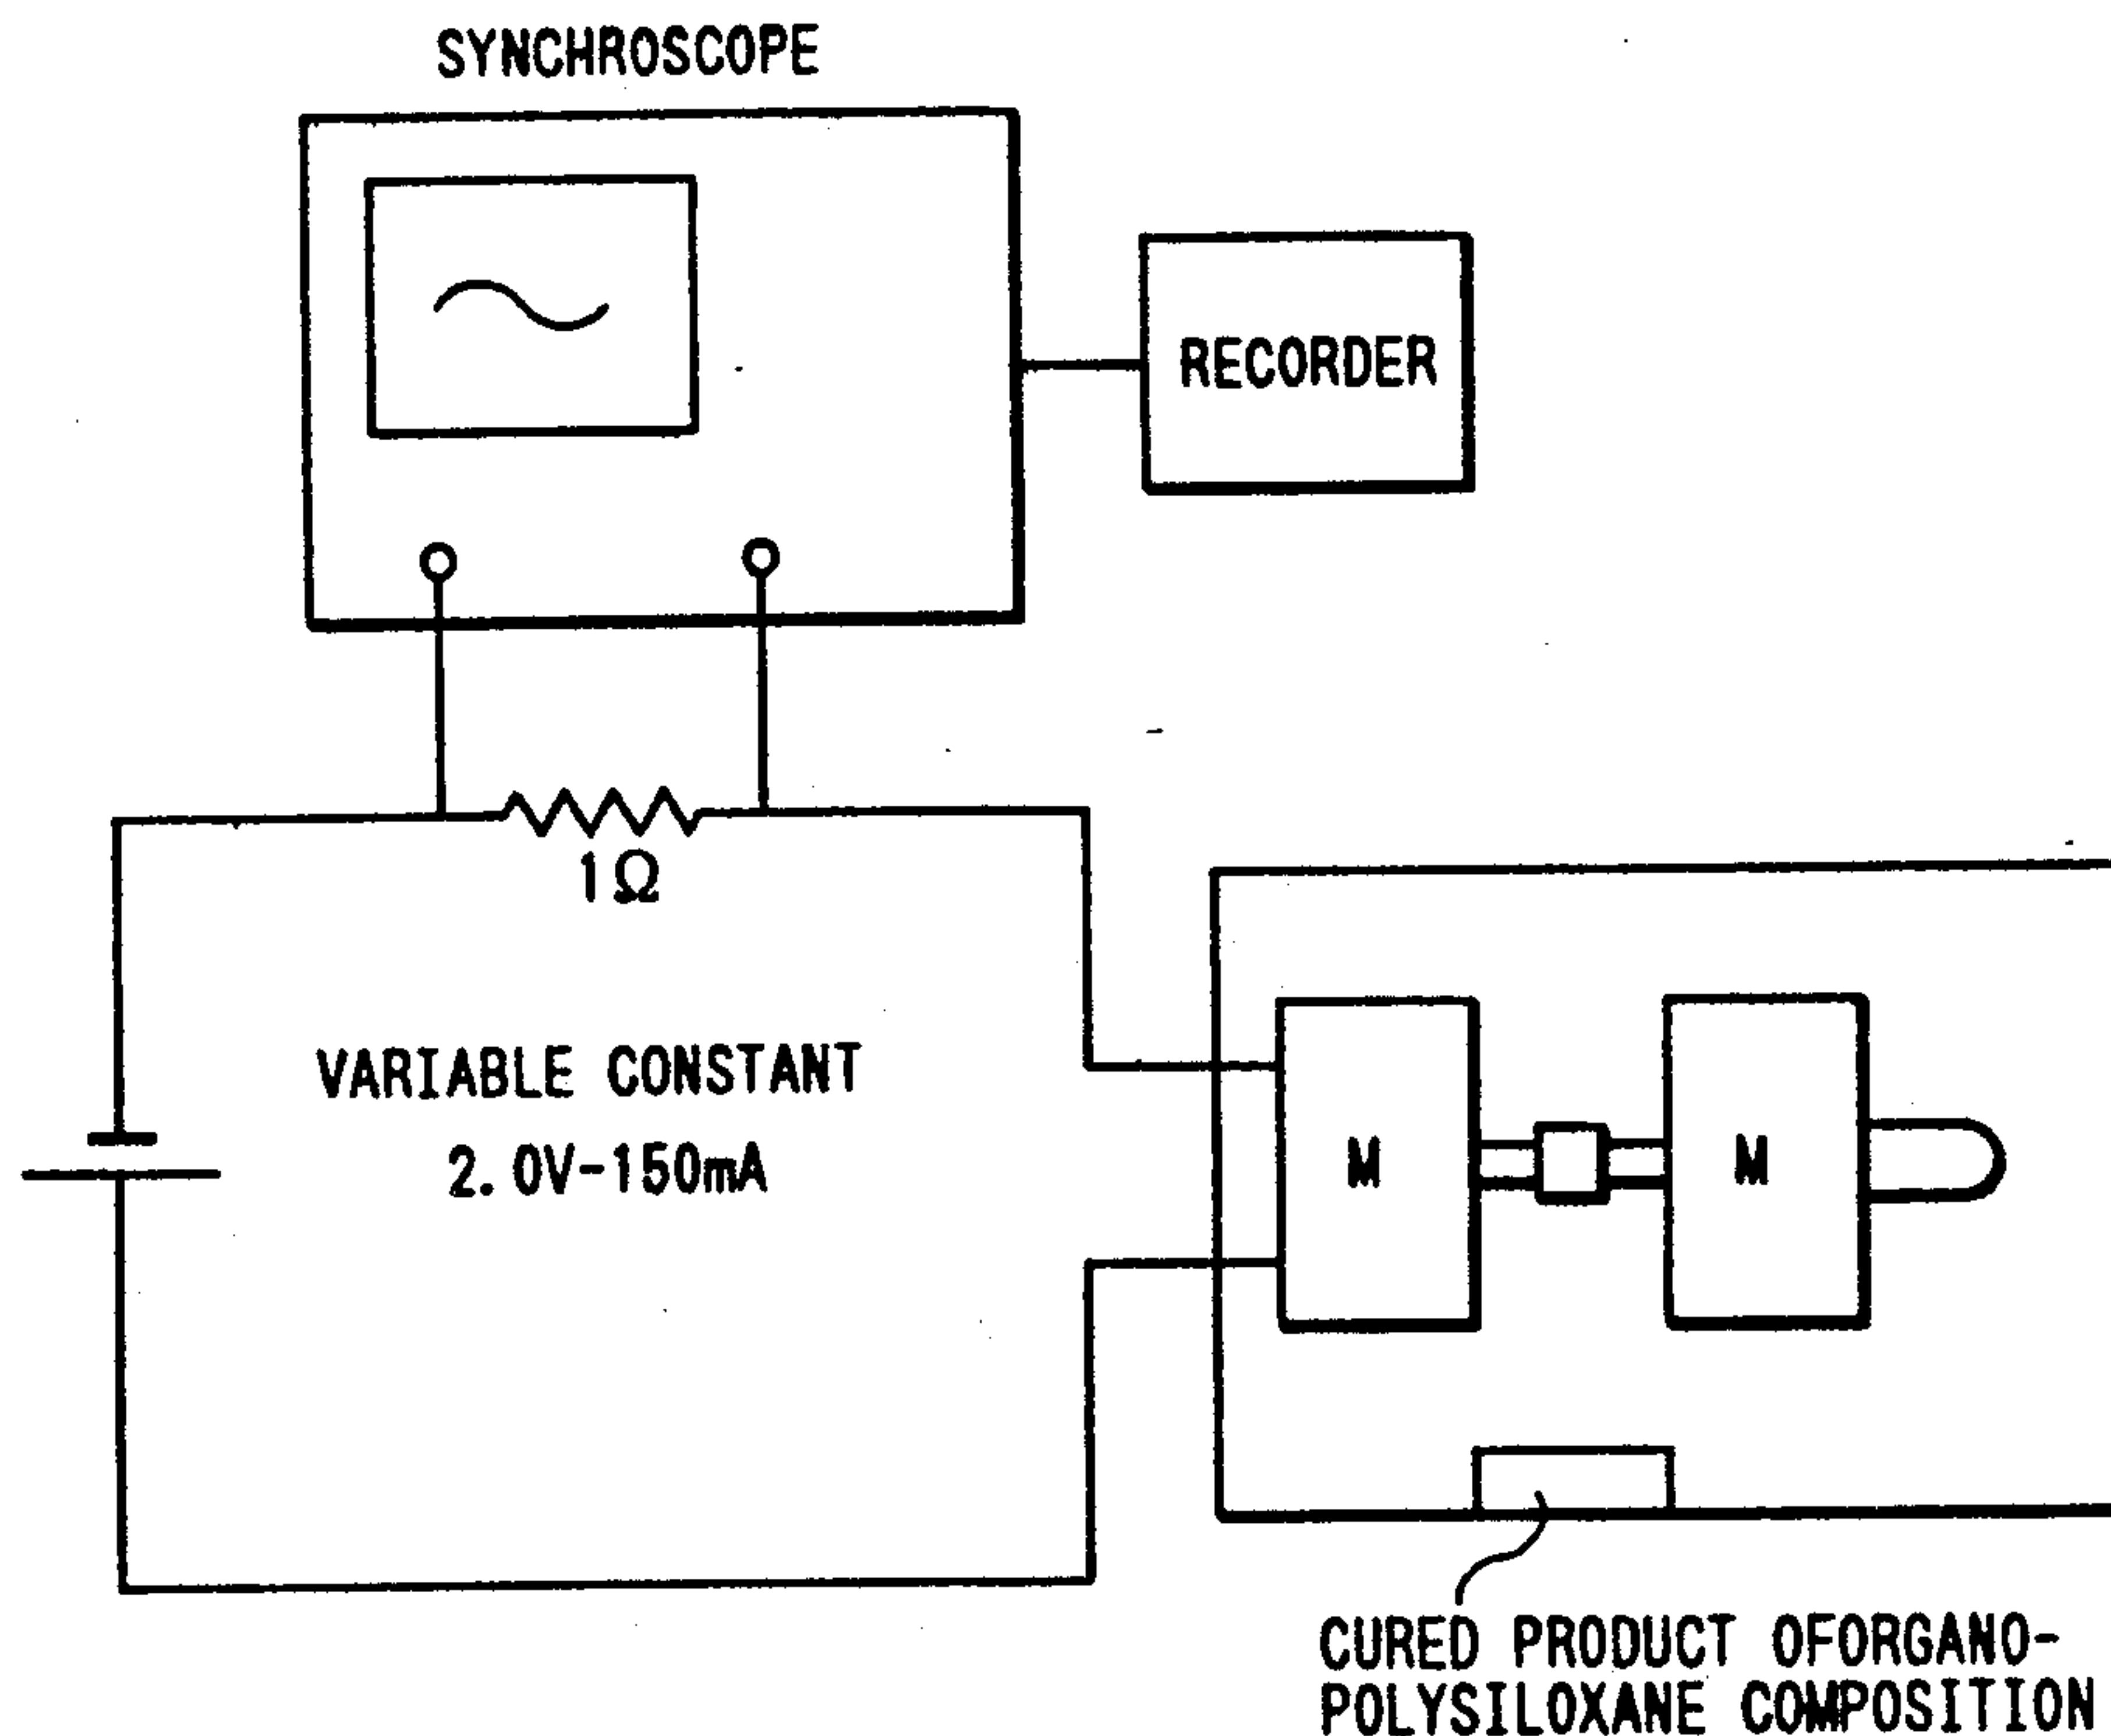 SYNCHROSCOPE
RECORDER
1Ω
VARIABLE CONSTANT
2.0V-150mA
M
M
CURED PRODUCT OFORGANO-
POLYSILOXANE COMPOSITION